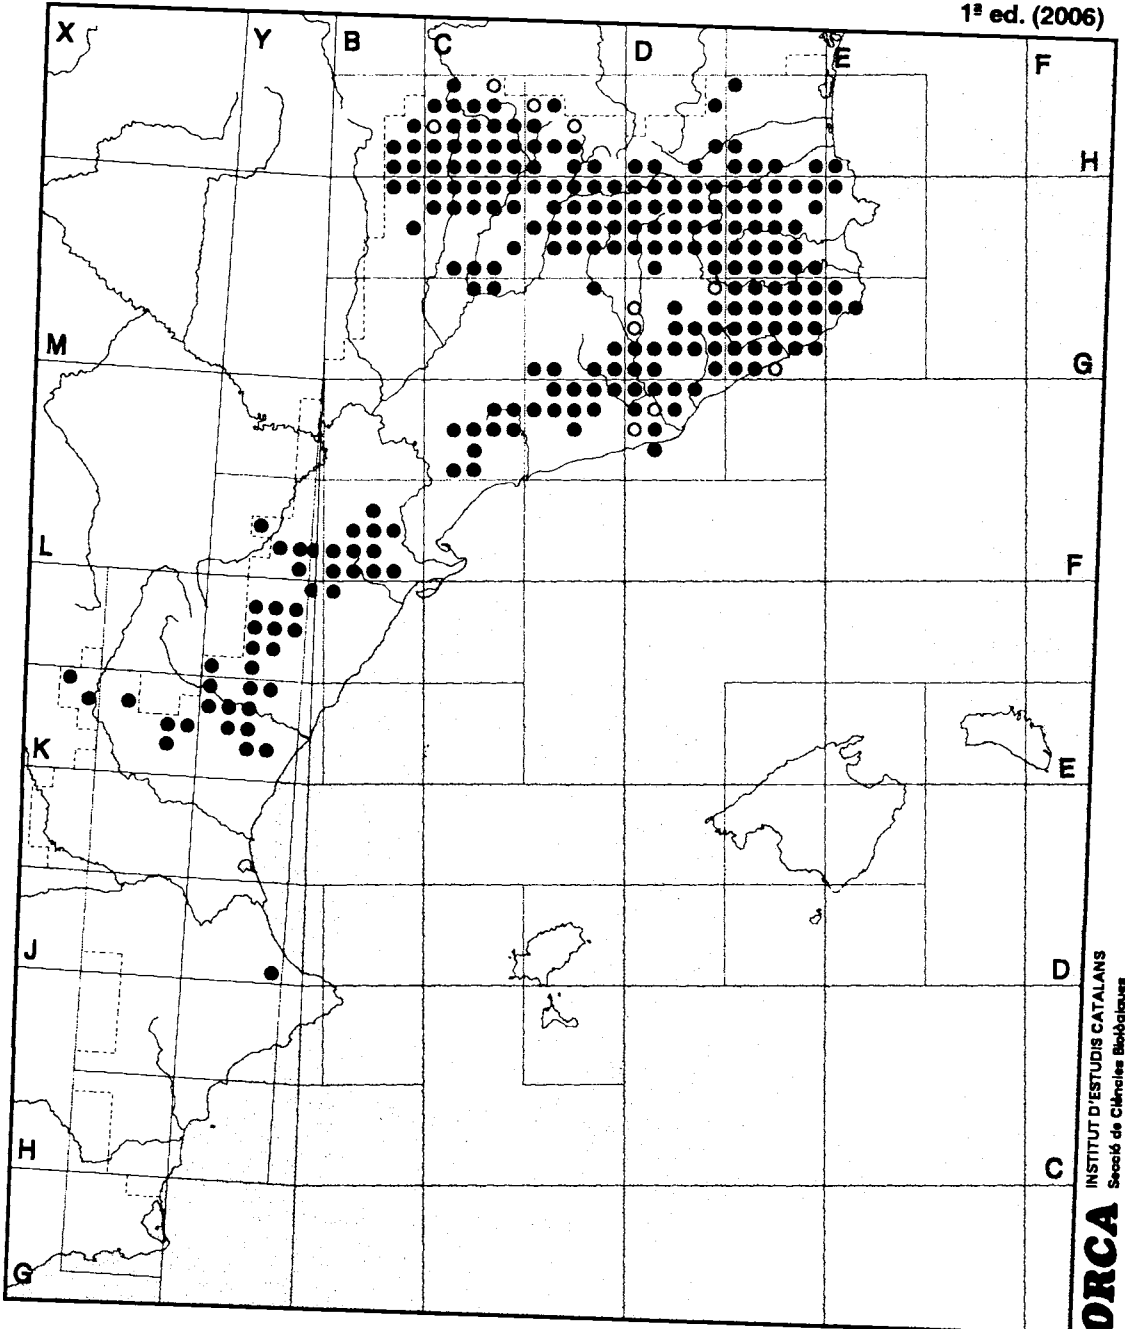 1ª ed. (2006)
X Y B C D E F
H
M G
L F
K E
J D
H C
G
INSTITUT D'ESTUDIS CATALANS
Secció de Ciències Biològiques
ORCA